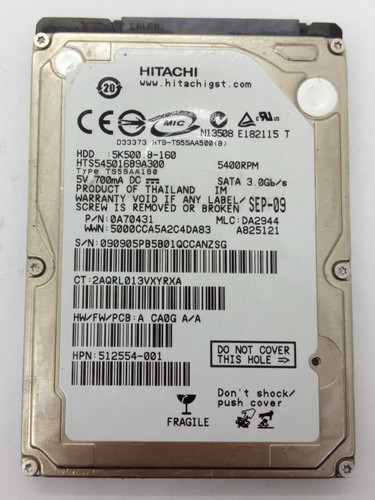 HITACHI
www.hitachigst.com
20
CE MIC N13508 E182115 T
D33373 HTB-TS5SAA500(B)
HDD :5K500.B-160
HTS545016B9A300 5400RPM
Type TS5SAA160
5V 700mA DC SATA 3.0Gb/s
PRODUCT OF THAILAND IM
WARRANTY VOID IF ANY LABEL/
SCREW IS REMOVED OR BROKEN SEP-09
P/N:0A70431 MLC:DA2944
WWN:5000CCA5A2C4DA83 A825121
S/N:090905PB5B01QCCANZSG
CT:2AQRL013VXYRXA
HW/FW/PCB:A CA0G A/A
HPN:512554-001
DO NOT COVER
THIS HOLE
Don't shock/
push cover
FRAGILE